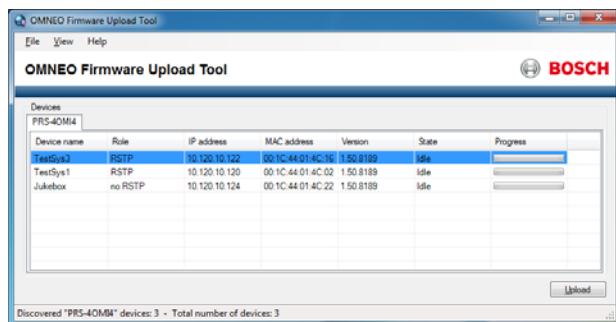 OMNEO Firmware Upload Tool
File View Help
OMNEO Firmware Upload Tool BOSCH
Devices
PRS-4OMI4
Device name Role IP address MAC address Version State Progress
TestSys3 RSTP 10.120.10.122 00:1C:44:01:4C:16 1.50.8189 Idle
TestSys1 RSTP 10.120.10.120 00:1C:44:01:4C:02 1.50.8189 Idle
Jukebox no RSTP 10.120.10.124 00:1C:44:01:4C:22 1.50.8189 Idle
Upload
Discovered "PRS-4OMI4" devices: 3 - Total number of devices: 3